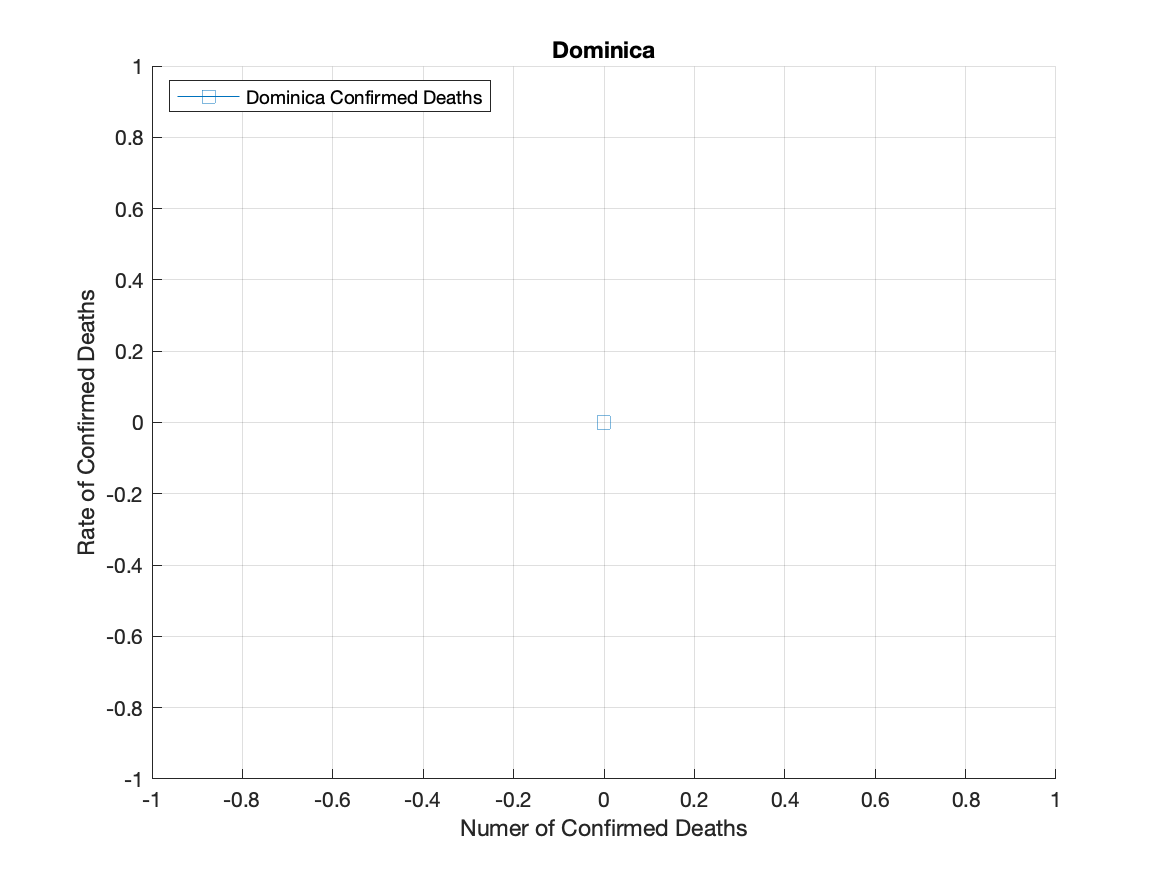 Dominica
Dominica Confirmed Deaths
1
0.8
0.6
0.4
0.2
0
-0.2
-0.4
-0.6
-0.8
-1
Rate of Confirmed Deaths
-1 -0.8 -0.6 -0.4 -0.2 0 0.2 0.4 0.6 0.8 1
Numer of Confirmed Deaths